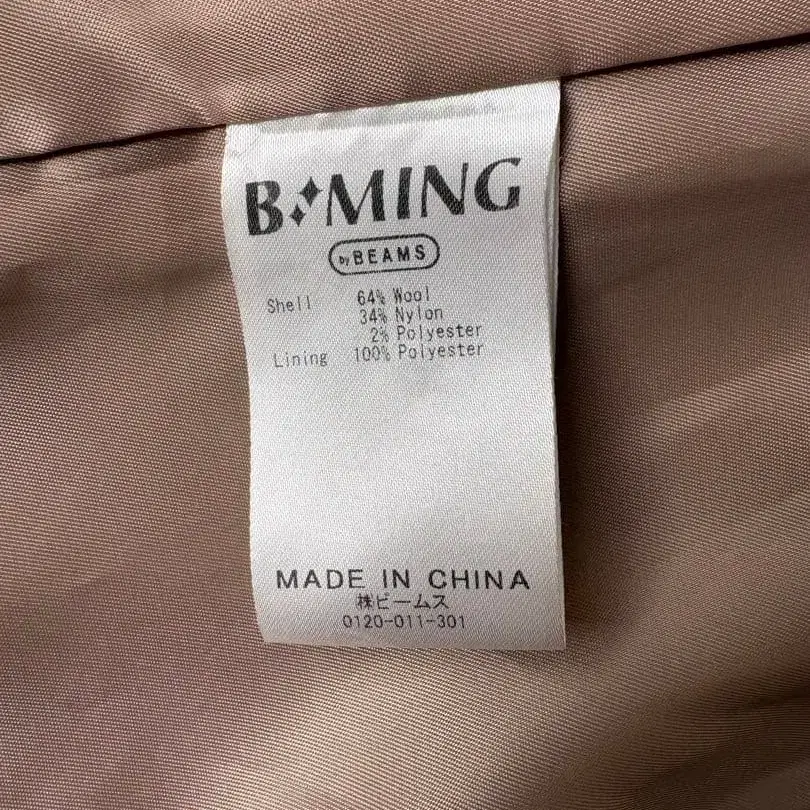 B MING
by BEAMS
Shell 64% Wool
34% Nylon
2% Polyester
Lining 100% Polyester
MADE IN CHINA
㈱ビームス
0120-011-301